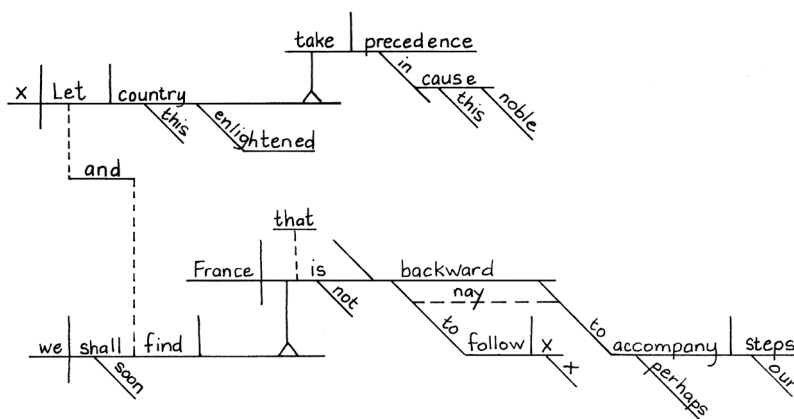 take precedence
in
cause
this
noble
x Let country
this
enlightened
and
that
France is backward
not
nay
to
follow x
x
to
accompany steps
perhaps
our
we shall find
soon